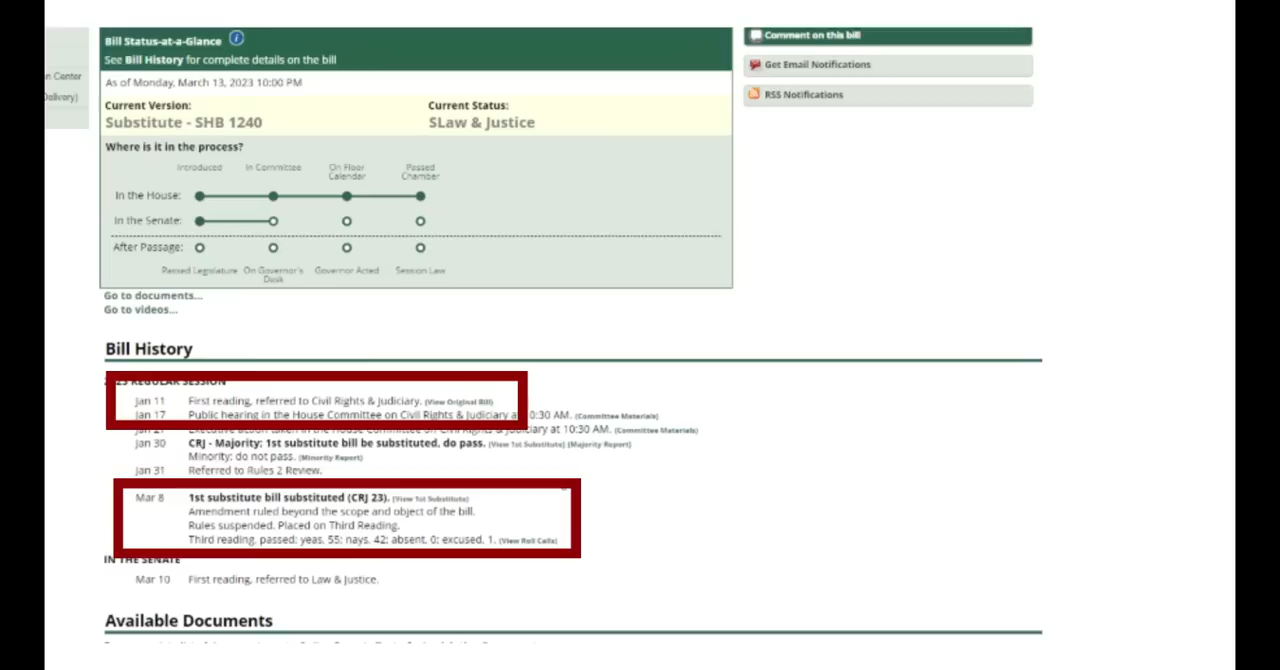 Bill Status-at-a-Glance i
See Bill History for complete details on the bill
As of Monday, March 13, 2023 10:00 PM
Current Version: Current Status:
Substitute - SHB 1240 SLaw & Justice
Where is it in the process?
Introduced In Committee On Floor Calendar Passed Chamber
In the House:
In the Senate:
After Passage:
Passed Legislature On Governor's Desk Governor Acted Session Law
Go to documents...
Go to videos...
Comment on this bill
Get Email Notifications
RSS Notifications
n Center
Delivery)
Bill History
REGULAR SESSION
Jan 11 First reading, referred to Civil Rights & Judiciary. (View Original Bill)
Jan 17 Public hearing in the House Committee on Civil Rights & Judiciary a 0:30 AM. (Committee Materials)
Executive action taken in the House Committee on Civil Rights & Judiciary at 10:30 AM. (Committee Materials)
Jan 30 CRJ - Majority; 1st substitute bill be substituted, do pass. (View 1st Substitute) (Majority Report)
Minority; do not pass. (Minority Report)
Jan 31 Referred to Rules 2 Review.
Mar 8 1st substitute bill substituted (CRJ 23). (View 1st Substitute)
Amendment ruled beyond the scope and object of the bill.
Rules suspended. Placed on Third Reading.
Third reading, passed; yeas, 55; nays, 42; absent, 0; excused, 1. (View Roll Calls)
IN THE SENATE
Mar 10 First reading, referred to Law & Justice.
Available Documents